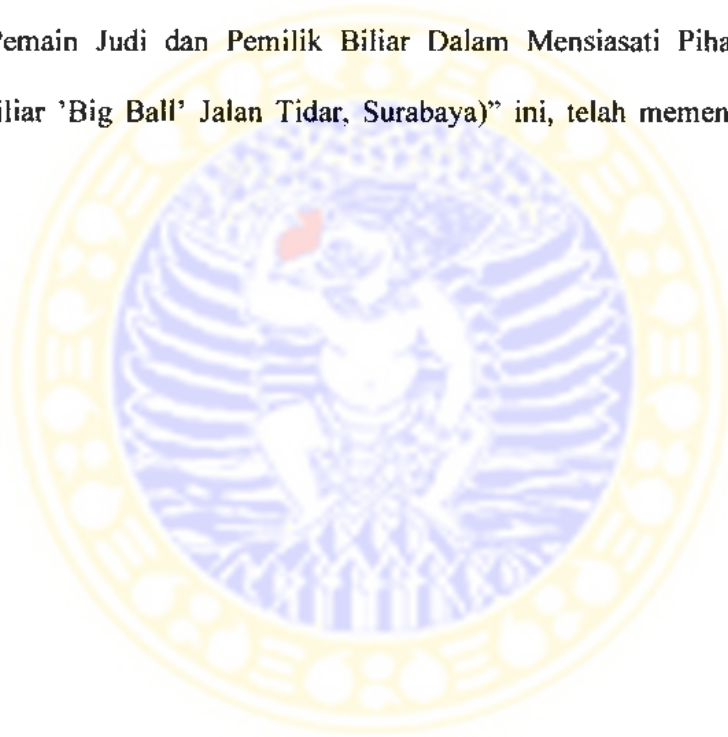 Pemain Judi dan Pemilik Biliar Dalam Mensiasati Piha
iliar 'Big Ball' Jalan Tidar, Surabaya)” ini, telah memen